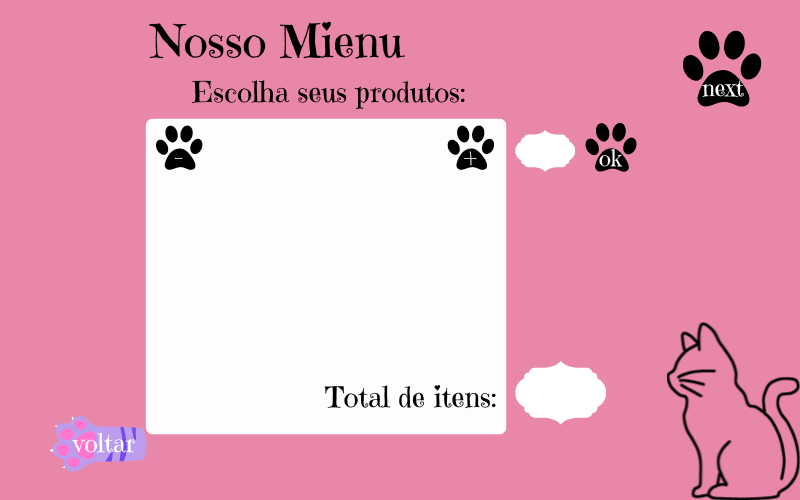 Nosso Mienu
next
Escolha seus produtos:
-
+
ok
Total de itens:
voltar